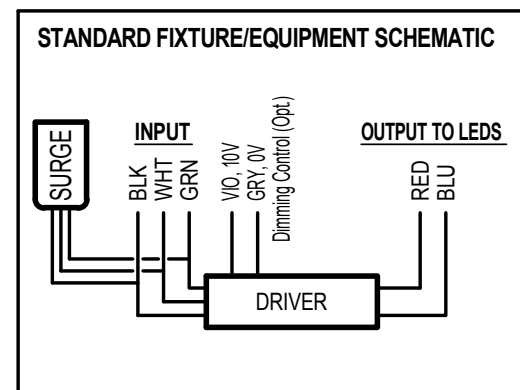 STANDARD FIXTURE/EQUIPMENT SCHEMATIC
SURGE
INPUT
BLK
WHT
GRN
VIO, 10V
GRY, 0V
Dimming Control (Opt.)
OUTPUT TO LEDS
RED
BLU
DRIVER